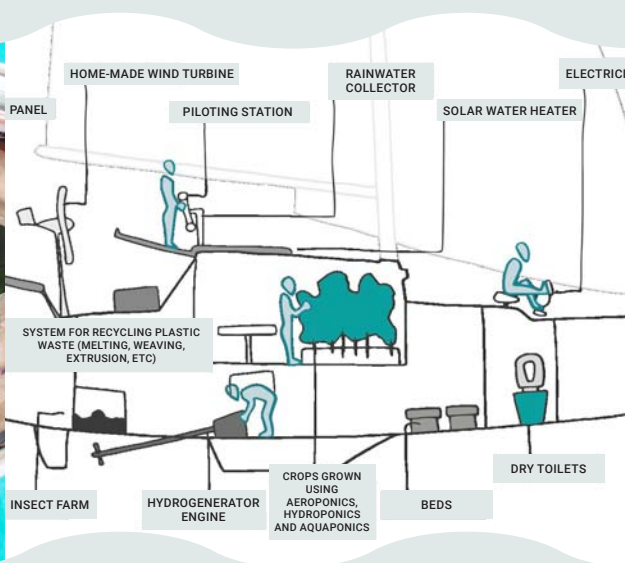 HOME-MADE WIND TURBINE
RAINWATER
COLLECTOR
PANEL
PILOTING STATION
SOLAR WATER HEATER
SYSTEM FOR RECYCLING PLASTIC
WASTE (MELTING, WEAVING,
EXTRUSION, ETC)
INSECT FARM
HYDROGENERATOR
ENGINE
CROPS GROWN
USING
AEROPONICS,
HYDROPONICS
AND AQUAPONICS
BEDS
DRY TOILETS